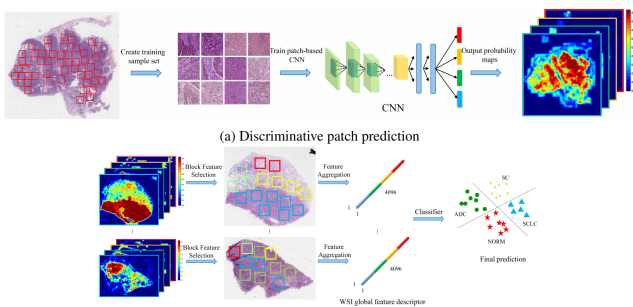 Create training
sample set
Train patch-based
CNN
CNN
Output probability
maps
(a) Discriminative patch prediction
Block Feature
Selection
Feature
Aggregation
4096
1
Classifier
SC
ADC
SCLC
NORM
Final prediction
Block Feature
Selection
Feature
Aggregation
4096
1
WSI global feature descriptor